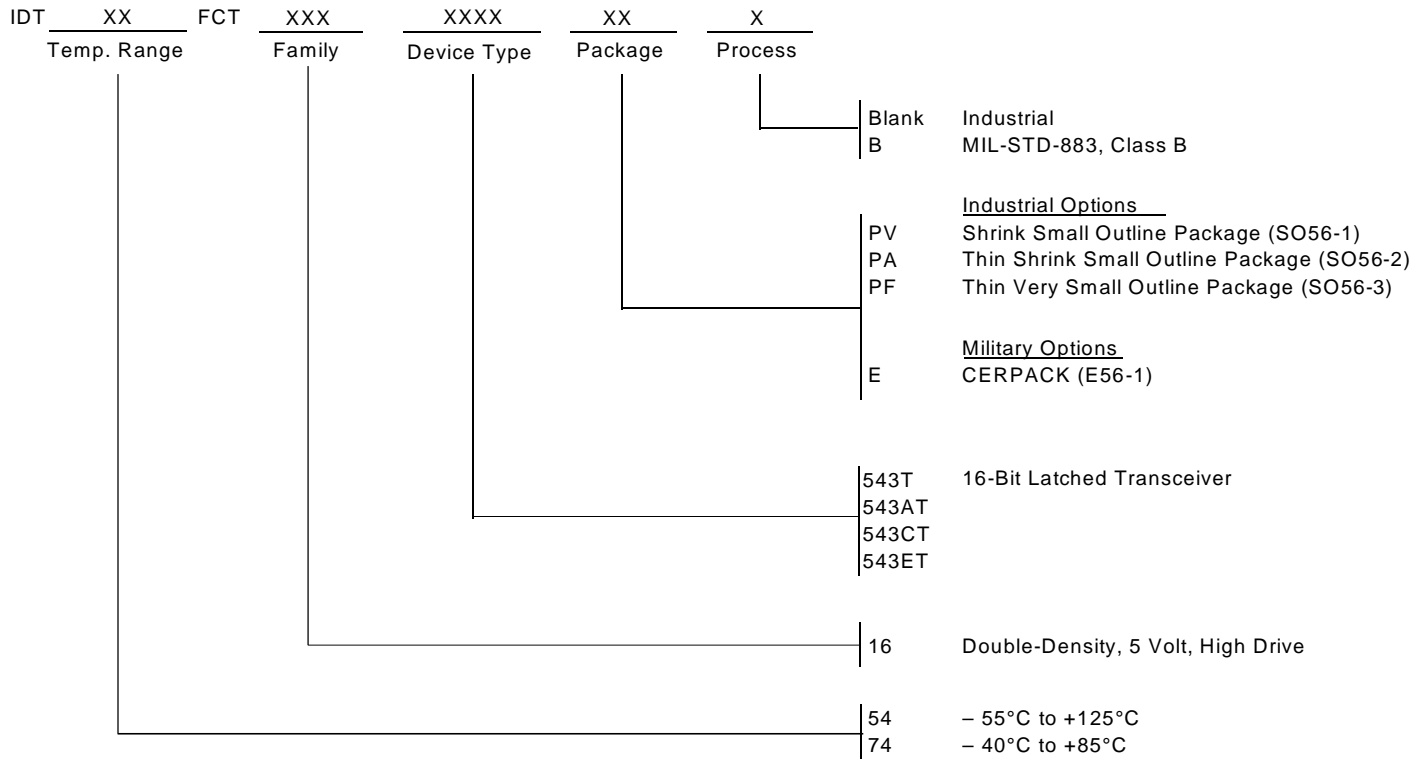 IDT XX FCT XXX XXXX XX X
Temp. Range Family Device Type Package Process
Blank Industrial
B MIL-STD-883, Class B
Industrial Options
PV Shrink Small Outline Package (SO56-1)
PA Thin Shrink Small Outline Package (SO56-2)
PF Thin Very Small Outline Package (SO56-3)
Military Options
E CERPACK (E56-1)
543T 16-Bit Latched Transceiver
543AT
543CT
543ET
16 Double-Density, 5 Volt, High Drive
54 – 55°C to +125°C
74 – 40°C to +85°C